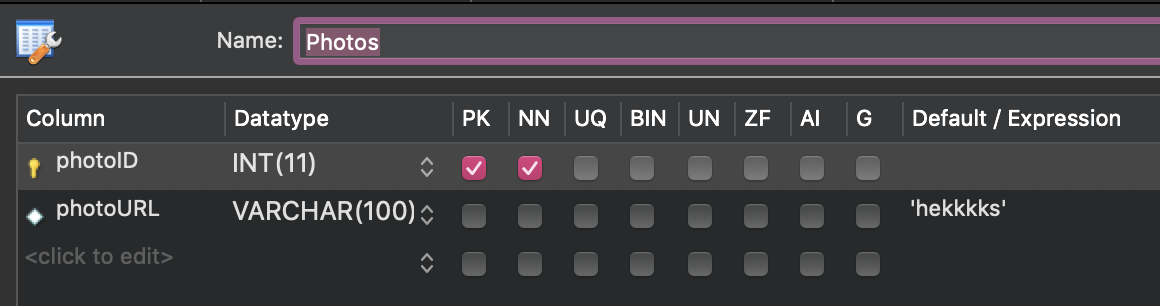 Name: Photos
Column Datatype PK NN UQ BIN UN ZF AI G Default / Expression
photoID INT(11)
photoURL VARCHAR(100) 'hekkkks'
<click to edit>